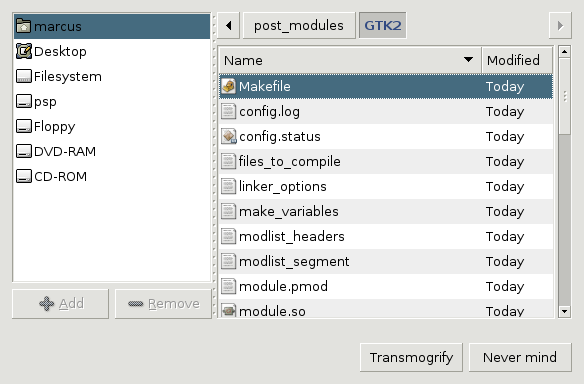 marcus
Desktop
Filesystem
psp
Floppy
DVD-RAM
CD-ROM
Add
Remove
post_modules GTK2
Name Modified
Makefile Today
config.log Today
config.status Today
files_to_compile Today
linker_options Today
make_variables Today
modlist_headers Today
modlist_segment Today
module.pmod Today
module.so Today
Transmogrify Never mind